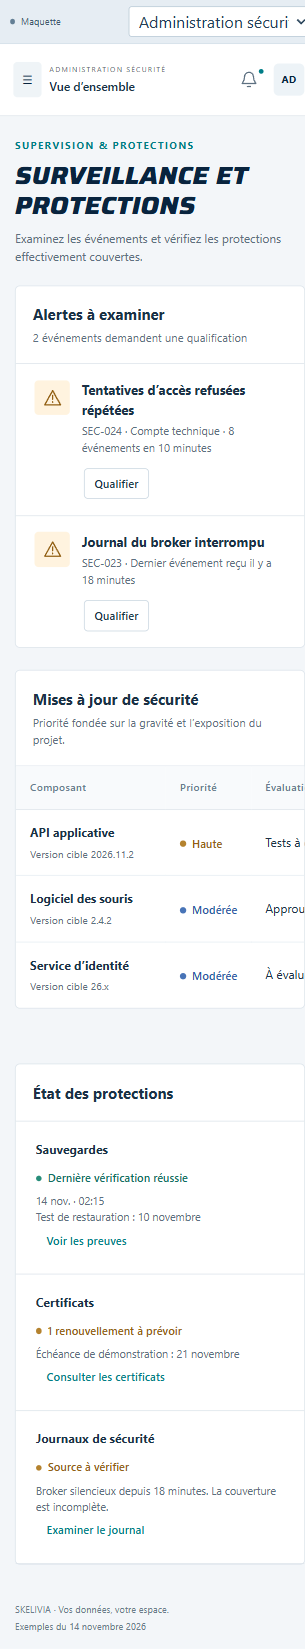 Maquette
Administration sécuri
ADMINISTRATION SÉCURITÉ
Vue d'ensemble
AD
SUPERVISION & PROTECTIONS
SURVEILLANCE ET
PROTECTIONS
Examinez les événements et vérifiez les protections
effectivement couvertes.
Alertes à examiner
2 événements demandent une qualification
Tentatives d'accès refusées
répétées
SEC-024 · Compte technique · 8
événements en 10 minutes
Qualifier
Journal du broker interrompu
SEC-023 · Dernier événement reçu il y a
18 minutes
Qualifier
Mises à jour de sécurité
Priorité fondée sur la gravité et l'exposition du
projet.
Composant Priorité Évaluati
API applicative
Version cible 2026.11.2
Haute
Tests à
Logiciel des souris
Version cible 2.4.2
Modérée
Approu
Service d'identité
Version cible 26.x
Modérée
À évalu
État des protections
Sauvegardes
Dernière vérification réussie
14 nov. · 02:15
Test de restauration : 10 novembre
Voir les preuves
Certificats
1 renouvellement à prévoir
Échéance de démonstration : 21 novembre
Consulter les certificats
Journaux de sécurité
Source à vérifier
Broker silencieux depuis 18 minutes. La couverture
est incomplète.
Examiner le journal
SKELIVIA · Vos données, votre espace.
Exemples du 14 novembre 2026